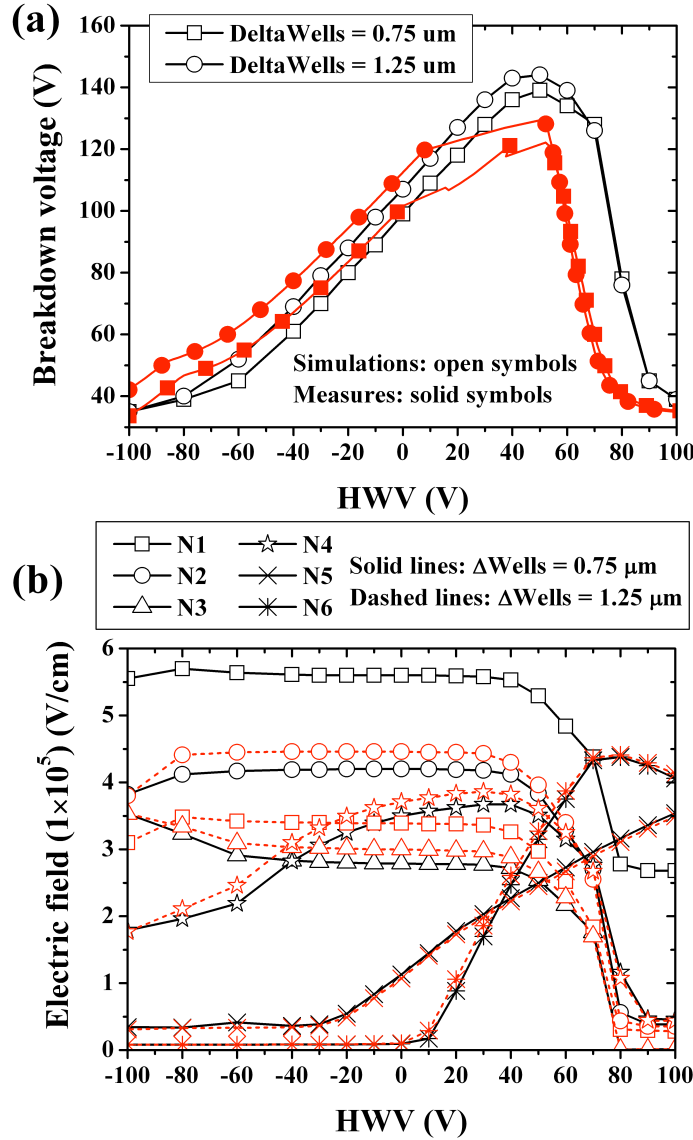 (a)
DeltaWells = 0.75 um
DeltaWells = 1.25 um
160
140
120
100
80
60
40
Breakdown voltage (V)
Simulations: open symbols
Measures: solid symbols
-100 -80 -60 -40 -20 0 20 40 60 80 100
HWV (V)
(b)
N1 N4
N2 N5
N3 N6
Solid lines: ΔWells = 0.75 μm
Dashed lines: ΔWells = 1.25 μm
6
5
4
3
2
1
0
Electric field (1×10⁵) (V/cm)
-100 -80 -60 -40 -20 0 20 40 60 80 100
HWV (V)